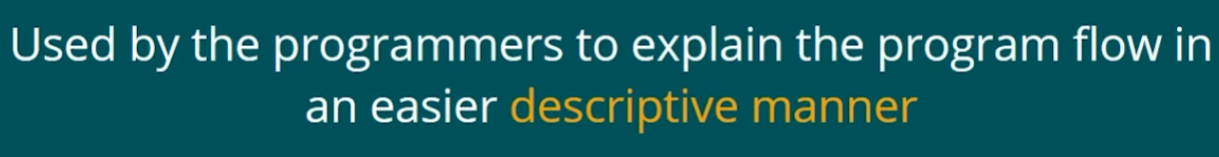 Used by the programmers to explain the program flow in
an easier descriptive manner